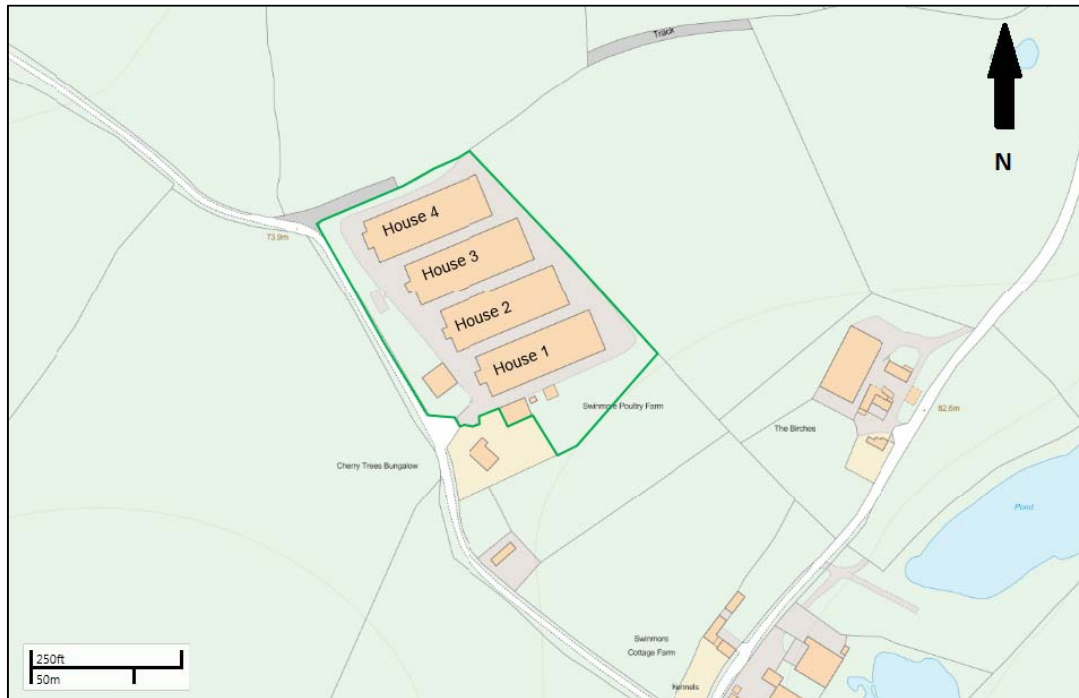 Track
N
House 4
73.9m
House 3
House 2
House 1
Swinmore Poultry Farm
82.6m
The Birches
Cherry Trees Bungalow
Pond
Swinmore
Cottage Farm
Kennels
250ft
50m